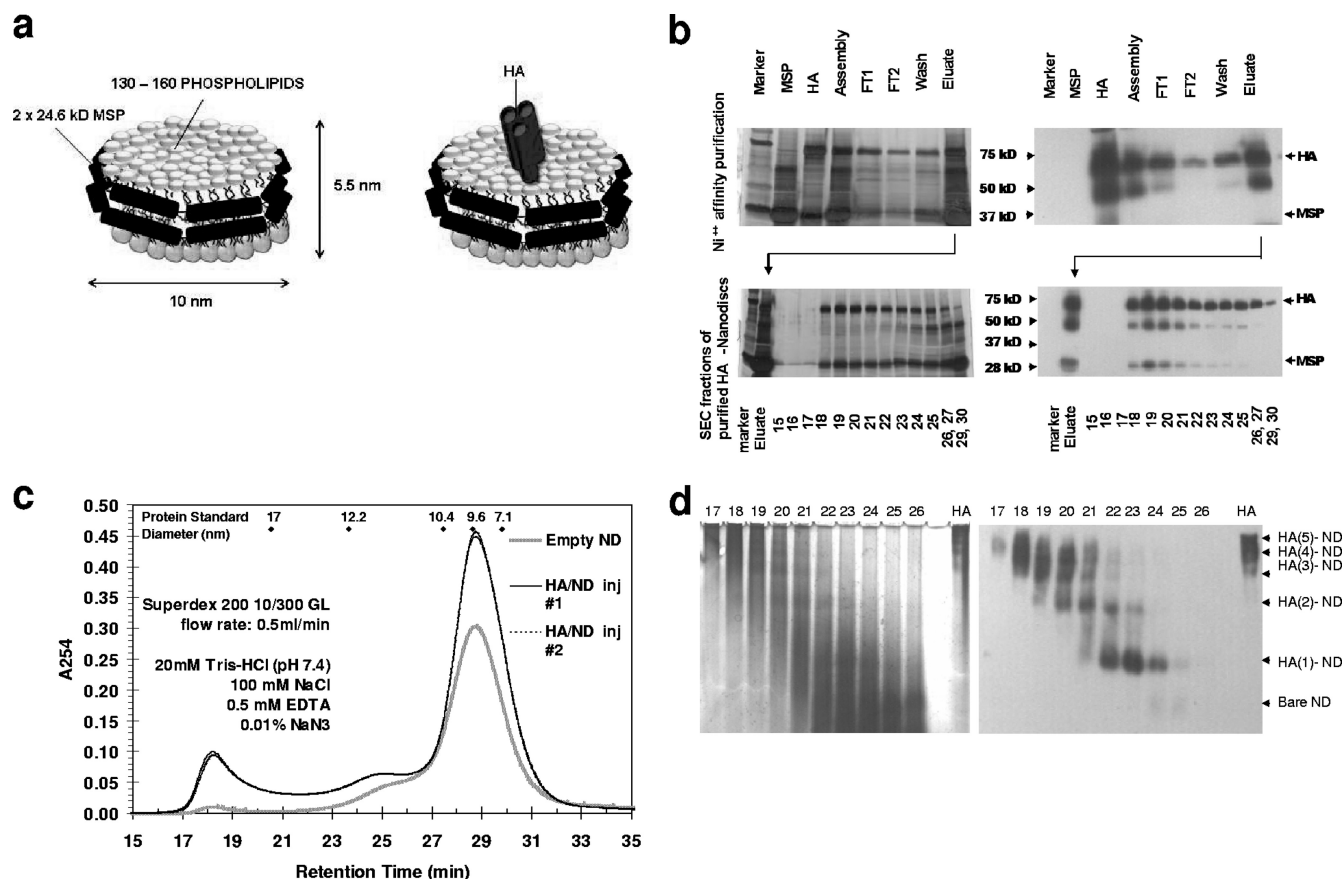 a
130 – 160 PHOSPHOLIPIDS
2 x 24.6 kD MSP
5.5 nm
10 nm
HA
b
Marker
MSP
HA
Assembly
FT1
FT2
Wash
Eluate
Marker
MSP
HA
Assembly
FT1
FT2
Wash
Eluate
Ni++ affinity purification
75 kD
50 kD
37 kD
HA
MSP
SEC fractions of
purified HA -Nanodiscs
75 kD
50 kD
37 kD
28 kD
HA
MSP
marker
Eluate
15
16
17
18
19
20
21
22
23
24
25
26, 27
29, 30
marker
Eluate
15
16
17
18
19
20
21
22
23
24
25
26, 27
29, 30
c
Protein Standard
Diameter (nm)
17 12.2 10.4 9.6 7.1
Empty ND
HA/ND inj
#1
HA/ND inj
#2
Superdex 200 10/300 GL
flow rate: 0.5ml/min
20mM Tris-HCl (pH 7.4)
100 mM NaCl
0.5 mM EDTA
0.01% NaN3
A254
0.50
0.45
0.40
0.35
0.30
0.25
0.20
0.15
0.10
0.05
0.00
15 17 19 21 23 25 27 29 31 33 35
Retention Time (min)
d
17 18 19 20 21 22 23 24 25 26 HA
17 18 19 20 21 22 23 24 25 26 HA
HA(5)- ND
HA(4)- ND
HA(3)- ND
HA(2)- ND
HA(1)- ND
Bare ND